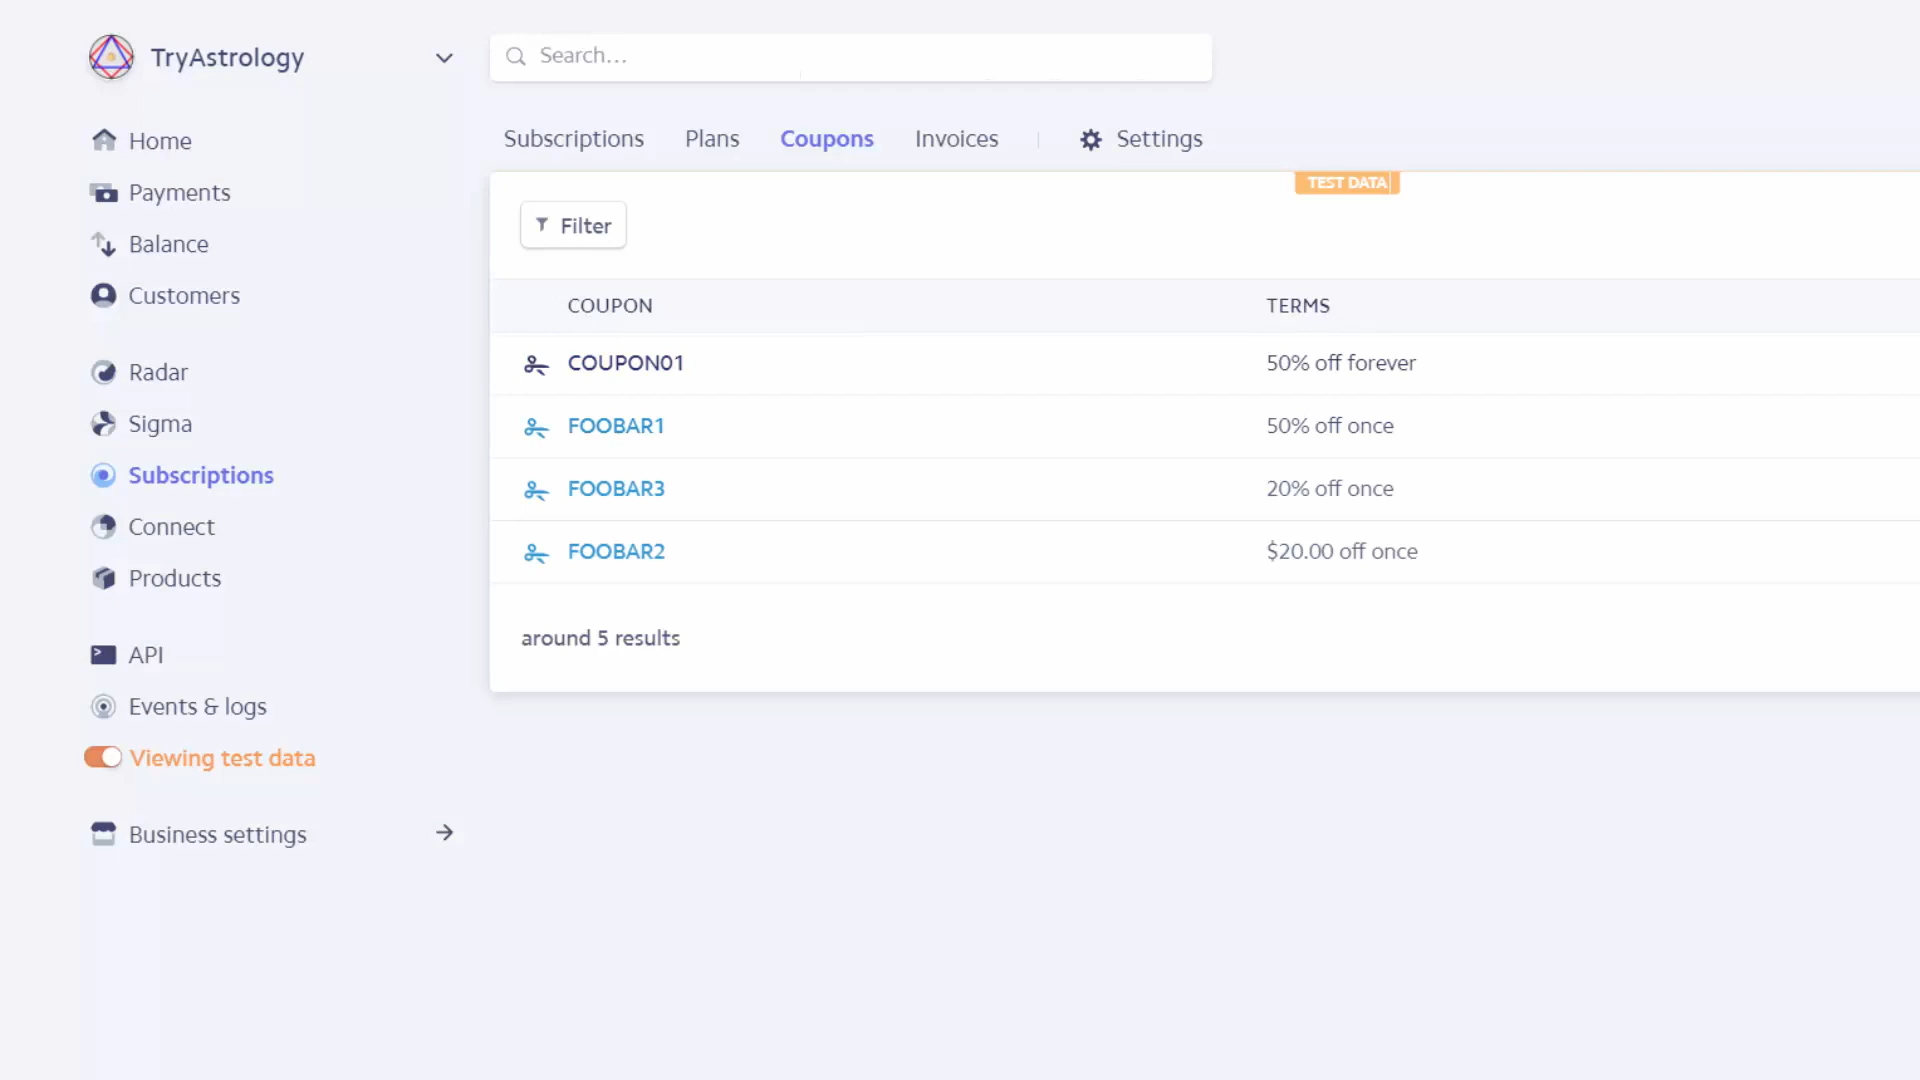 TryAstrology
Search...
Home
Payments
Balance
Customers
Radar
Sigma
Subscriptions
Connect
Products
API
Events & logs
Viewing test data
Business settings
Subscriptions Plans Coupons Invoices Settings
TEST DATA
Filter
COUPON TERMS
COUPON01 50% off forever
FOOBAR1 50% off once
FOOBAR3 20% off once
FOOBAR2 $20.00 off once
around 5 results